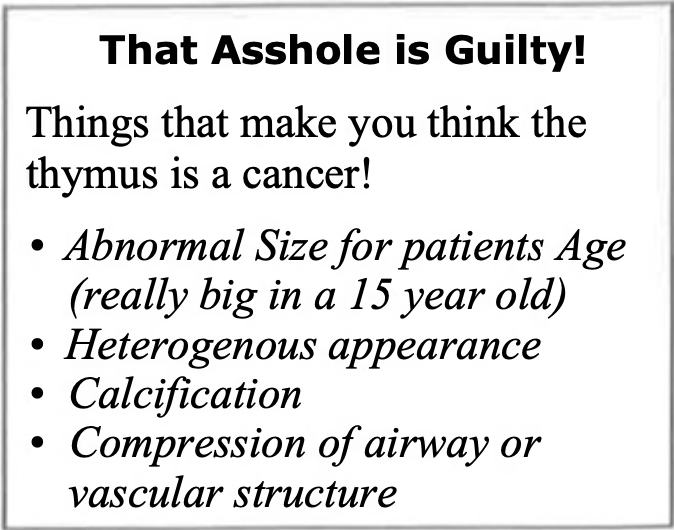 That Asshole is Guilty!
Things that make you think the
thymus is a cancer!
• Abnormal Size for patients Age
(really big in a 15 year old)
• Heterogenous appearance
• Calcification
• Compression of airway or
vascular structure